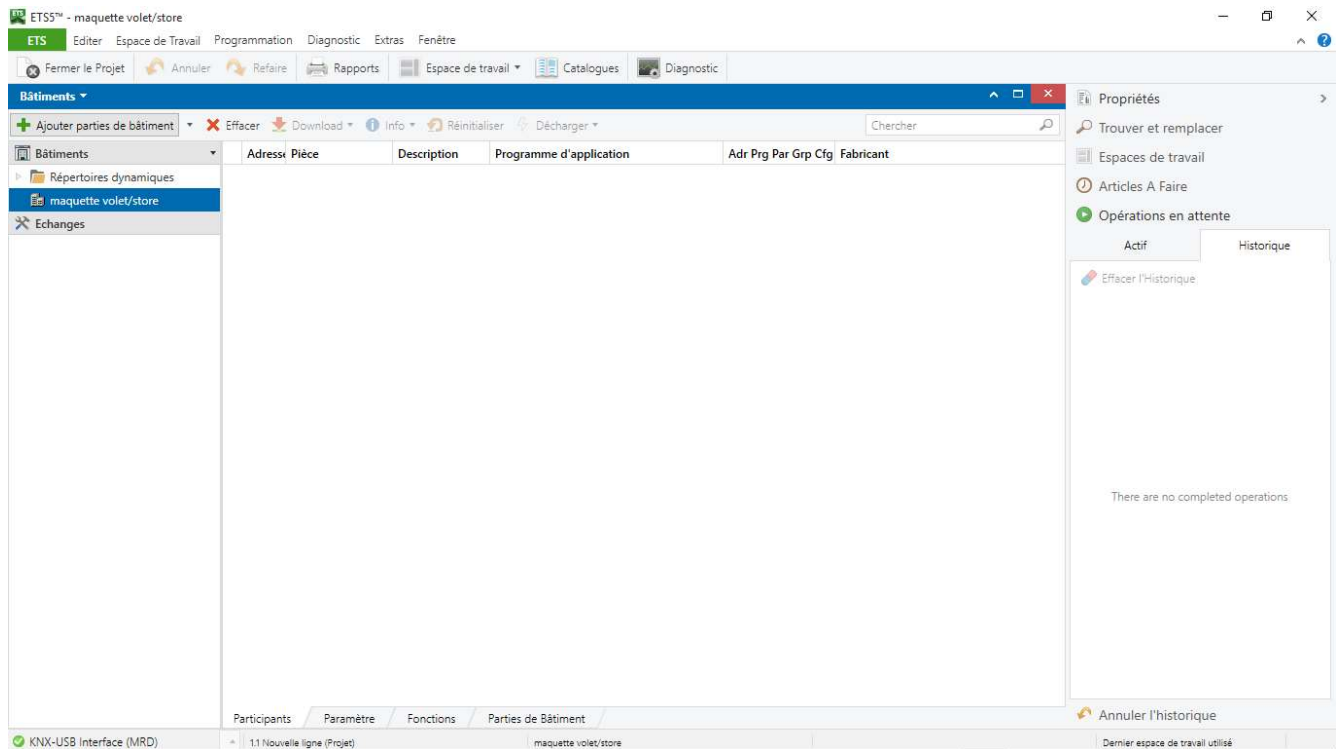 ETS5™ - maquette volet/store
ETS Editer Espace de Travail Programmation Diagnostic Extras Fenêtre
Fermer le Projet Annuler Refaire Rapports Espace de travail Catalogues Diagnostic
Bâtiments
Ajouter parties de bâtiment Effacer Download Info Réinitialiser Décharger Chercher
Bâtiments
Adresse Pièce Description Programme d'application Adr Prg Par Grp Cfg Fabricant
Répertoires dynamiques
maquette volet/store
Echanges
Propriétés
Trouver et remplacer
Espaces de travail
Articles A Faire
Opérations en attente
Actif Historique
Effacer l'Historique
There are no completed operations
Participants Paramètre Fonctions Parties de Bâtiment
Annuler l'historique
KNX-USB Interface (MRD) 1.1 Nouvelle ligne (Projet) maquette volet/store Dernier espace de travail utilisé